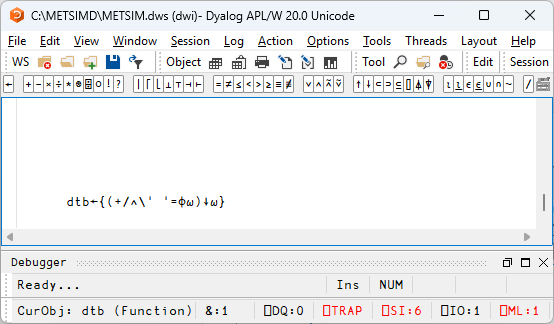 C:\METSIMD\METSIM.dws (dwi)- Dyalog APL/W 20.0 Unicode
File Edit View Window Session Log Action Options Tools Threads Layout Help
WS Object Tool Edit Session
← + - × ÷ * ⍟ ⌹ ○ ! ? | ⌈ ⌊ ⊥ ⊤ ⊣ ⊢ = ≠ ≤ < > ≥ ≡ ≢ ∨ ∧ ⍲ ⍱ ↑ ↓ ⊂ ⊃ ⊆ ⌷ ⍋ ⍒ ⍳ ⍸ ∊ ⍷ ∪ ∩ ~ /
dtb←{(+/∧\' '=⌽⍵)↓⍵}
Debugger
Ready... Ins NUM
CurObj: dtb (Function) &:1 ⎕DQ:0 ⎕TRAP ⎕SI:6 ⎕IO:1 ⎕ML:1